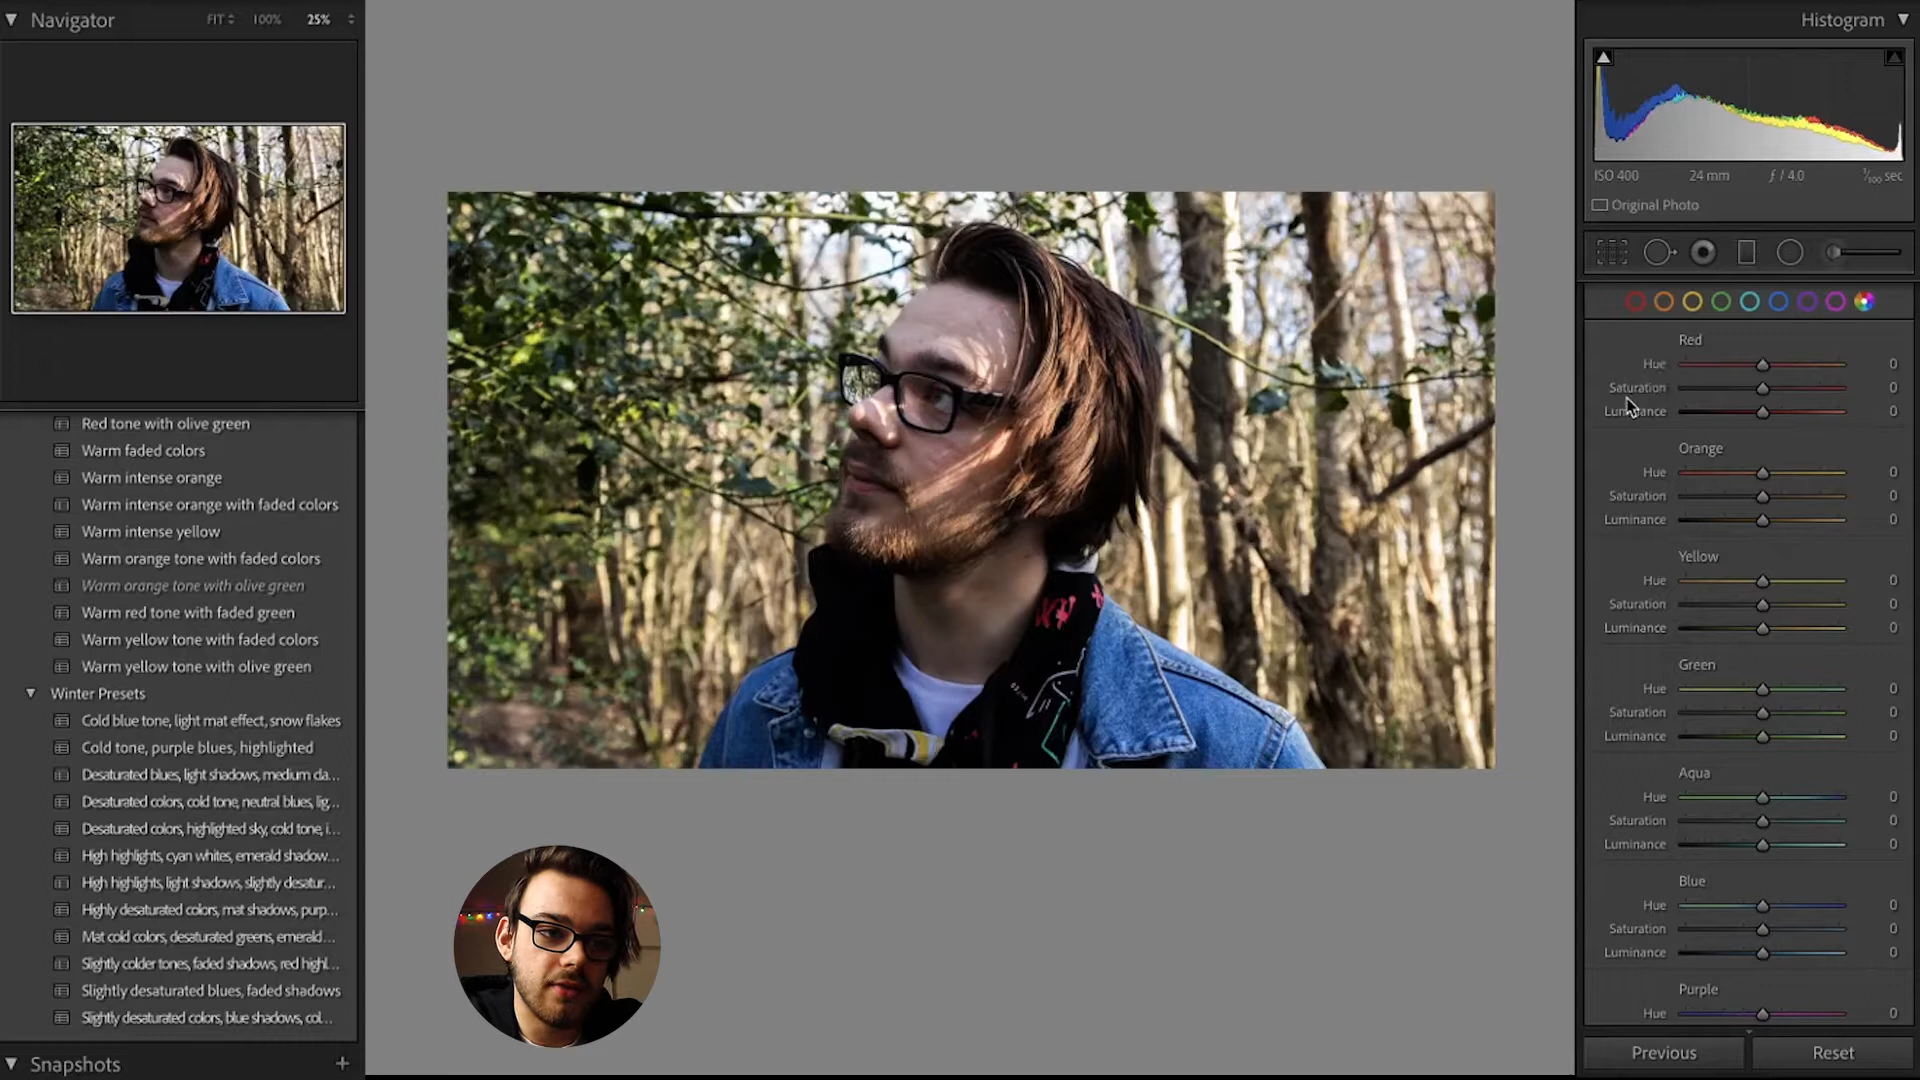 Navigator FIT 100% 25%
Red tone with olive green
Warm faded colors
Warm intense orange
Warm intense orange with faded colors
Warm intense yellow
Warm orange tone with faded colors
Warm orange tone with olive green
Warm red tone with faded green
Warm yellow tone with faded colors
Warm yellow tone with olive green
Winter Presets
Cold blue tone, light mat effect, snow flakes
Cold tone, purple blues, highlighted
Desaturated blues, light shadows, medium da...
Desaturated colors, cold tone, neutral blues, lig...
Desaturated colors, highlighted sky, cold tone, i...
High highlights, cyan whites, emerald shadow...
High highlights, light shadows, slightly desatur...
Highly desaturated colors, mat shadows, purp...
Mat cold colors, desaturated greens, emerald...
Slightly colder tones, faded shadows, red highl...
Slightly desaturated blues, faded shadows
Slightly desaturated colors, blue shadows, col...
Snapshots +
Histogram
ISO 400 24 mm ƒ / 4.0 1/100 sec
Original Photo
Red
Hue 0
Saturation 0
Luminance 0
Orange
Hue 0
Saturation 0
Luminance 0
Yellow
Hue 0
Saturation 0
Luminance 0
Green
Hue 0
Saturation 0
Luminance 0
Aqua
Hue 0
Saturation 0
Luminance 0
Blue
Hue 0
Saturation 0
Luminance 0
Purple
Hue 0
Previous Reset